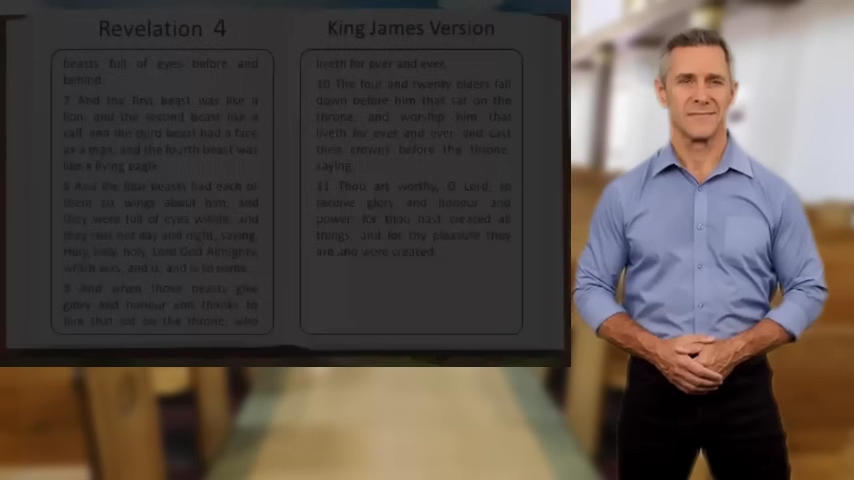 Revelation 4
beasts full of eyes before and
behind.
7 And the first beast was like a
lion, and the second beast like a
calf, and the third beast had a face
as a man, and the fourth beast was
like a flying eagle.
8 And the four beasts had each of
them six wings about him; and
they were full of eyes within: and
they rest not day and night, saying,
Holy, holy, holy, Lord God Almighty,
which was, and is, and is to come.
9 And when those beasts give
glory and honour and thanks to
him that sat on the throne, who
King James Version
liveth for ever and ever,
10 The four and twenty elders fall
down before him that sat on the
throne, and worship him that
liveth for ever and ever, and cast
their crowns before the throne,
saying,
11 Thou art worthy, O Lord, to
receive glory and honour and
power: for thou hast created all
things, and for thy pleasure they
are and were created.